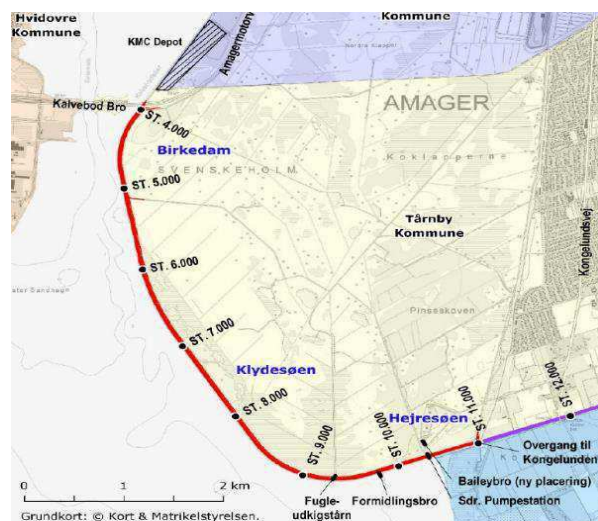 Hvidovre
Kommune
Kommune
KMC Depot
Amagermotorv
Kalvebod Bro
ST. 4.000
AMAGER
Birkedam
SVENSKEHOLM
Koklapperne
ST. 5.000
Tårnby
Kommune
Kongelundsvej
ST. 6.000
Pinseskoven
ST. 7.000
Klydesøen
ST. 8.000
Hejresøen
ST. 9.000
ST. 10.000
ST. 11.000
ST. 12.000
Overgang til
Kongelunden
Baileybro (ny placering)
Sdr. Pumpestation
Formidlingsbro
Fugle-
udkigstårn
0 1 2 km
Grundkort: © Kort & Matrikelstyrelsen.